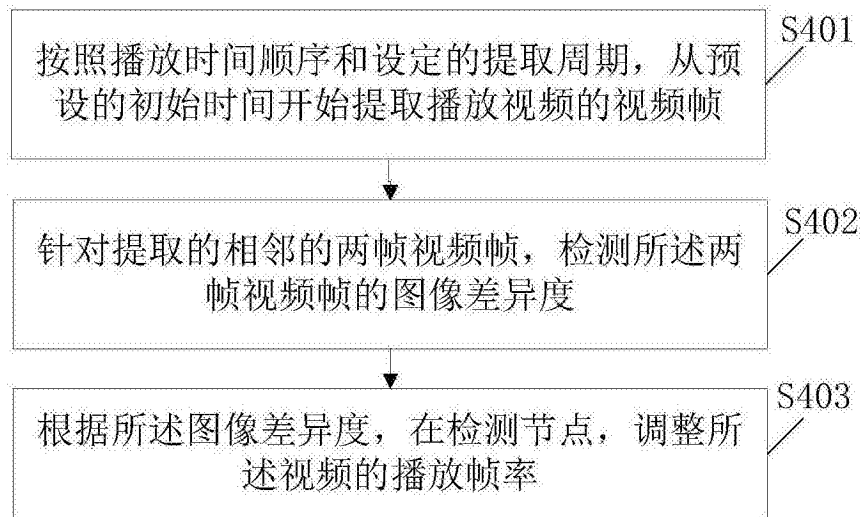 S401
按照播放时间顺序和设定的提取周期，从预
设的初始时间开始提取播放视频的视频帧
S402
针对提取的相邻的两帧视频帧，检测所述两
帧视频帧的图像差异度
S403
根据所述图像差异度，在检测节点，调整所
述视频的播放帧率